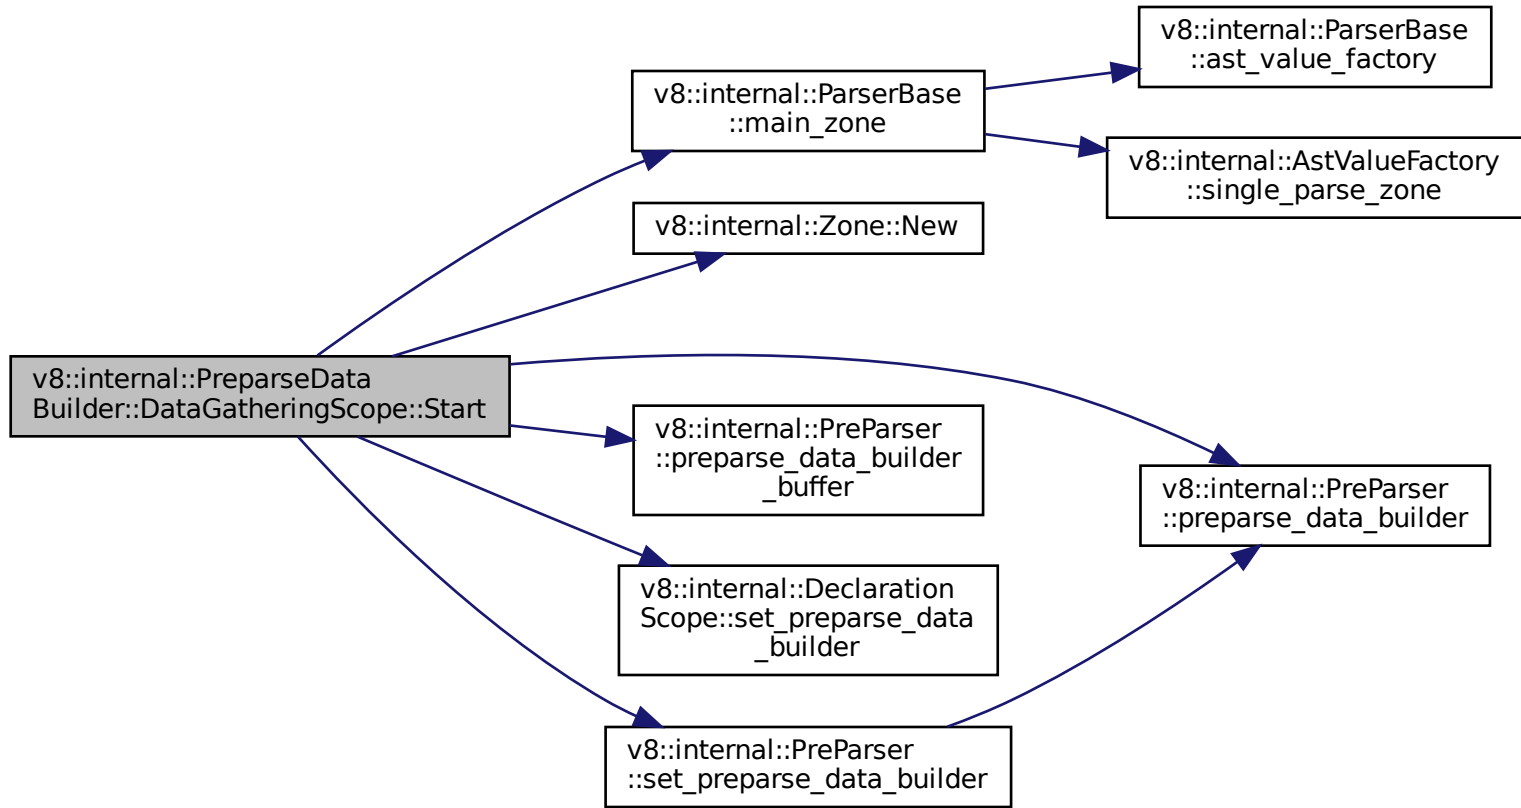 v8::internal::ParserBase
::ast_value_factory
v8::internal::ParserBase
::main_zone
v8::internal::AstValueFactory
::single_parse_zone
v8::internal::Zone::New
v8::internal::PreparseData
Builder::DataGatheringScope::Start
v8::internal::PreParser
::preparse_data_builder
_buffer
v8::internal::PreParser
::preparse_data_builder
v8::internal::Declaration
Scope::set_preparse_data
_builder
v8::internal::PreParser
::set_preparse_data_builder